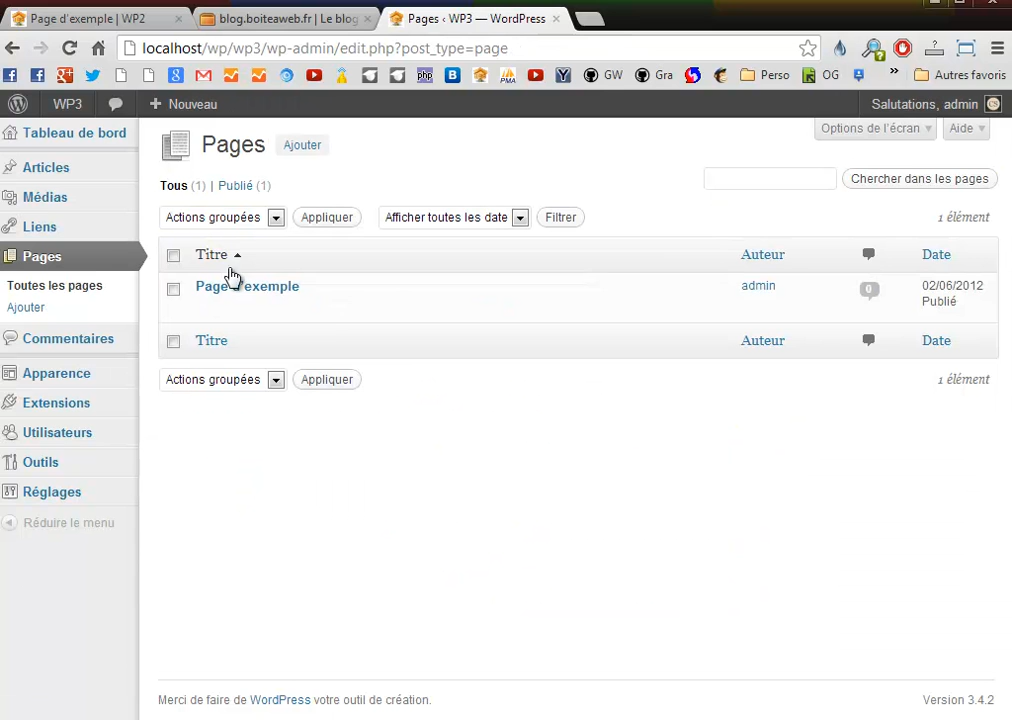 Page d'exemple | WP2
blog.boiteaweb.fr | Le blog
Pages ‹ WP3 — WordPress
localhost/wp/wp3/wp-admin/edit.php?post_type=page
php
PMA
GW
Gra
Perso
OG
»
Autres favoris
WP3
Nouveau
Salutations, admin
Tableau de bord
Articles
Médias
Liens
Pages
Toutes les pages
Ajouter
Commentaires
Apparence
Extensions
Utilisateurs
Outils
Réglages
Réduire le menu
Options de l'écran
Aide
Pages
Ajouter
Tous (1) | Publié (1)
Chercher dans les pages
Actions groupées
Appliquer
Afficher toutes les date
Filtrer
1 élément
Titre
Auteur
Date
Page d'exemple
admin
0
02/06/2012
Publié
Titre
Auteur
Date
Actions groupées
Appliquer
1 élément
Merci de faire de WordPress votre outil de création.
Version 3.4.2